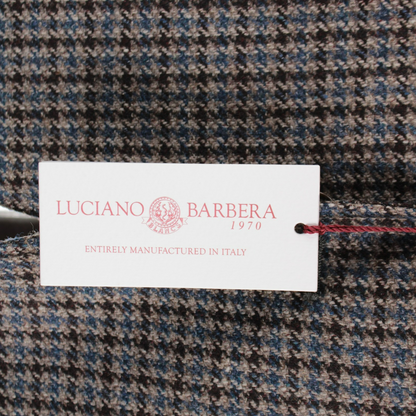 LUCIANO BARBERA
1970
ENTIRELY MANUFACTURED IN ITALY